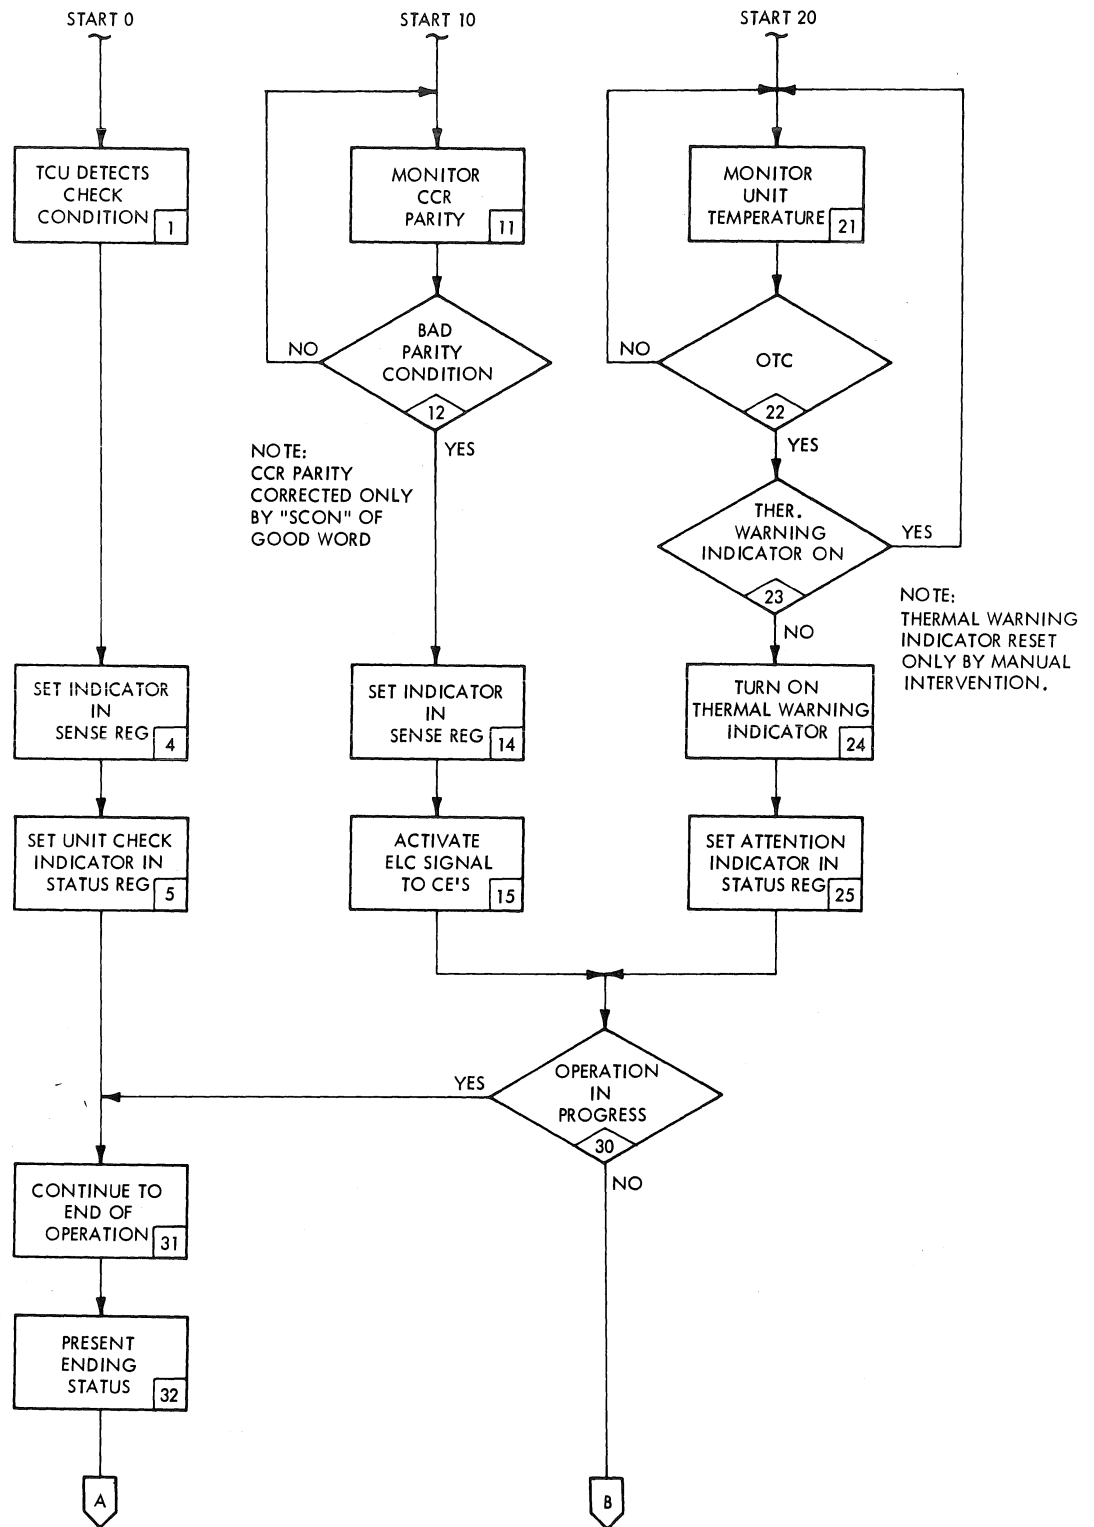 START 0
START 10
START 20
TCU DETECTS
CHECK
CONDITION
1
MONITOR
CCR
PARITY
11
MONITOR
UNIT
TEMPERATURE
21
BAD
PARITY
CONDITION
12
NO
YES
NOTE:
CCR PARITY
CORRECTED ONLY
BY "SCON" OF
GOOD WORD
OTC
22
NO
YES
THER.
WARNING
INDICATOR ON
23
YES
NO
NOTE:
THERMAL WARNING
INDICATOR RESET
ONLY BY MANUAL
INTERVENTION.
SET INDICATOR
IN
SENSE REG
4
SET INDICATOR
IN
SENSE REG
14
TURN ON
THERMAL WARNING
INDICATOR
24
SET UNIT CHECK
INDICATOR IN
STATUS REG
5
ACTIVATE
ELC SIGNAL
TO CE'S
15
SET ATTENTION
INDICATOR IN
STATUS REG
25
OPERATION
IN
PROGRESS
30
YES
NO
CONTINUE TO
END OF
OPERATION
31
PRESENT
ENDING
STATUS
32
A
B